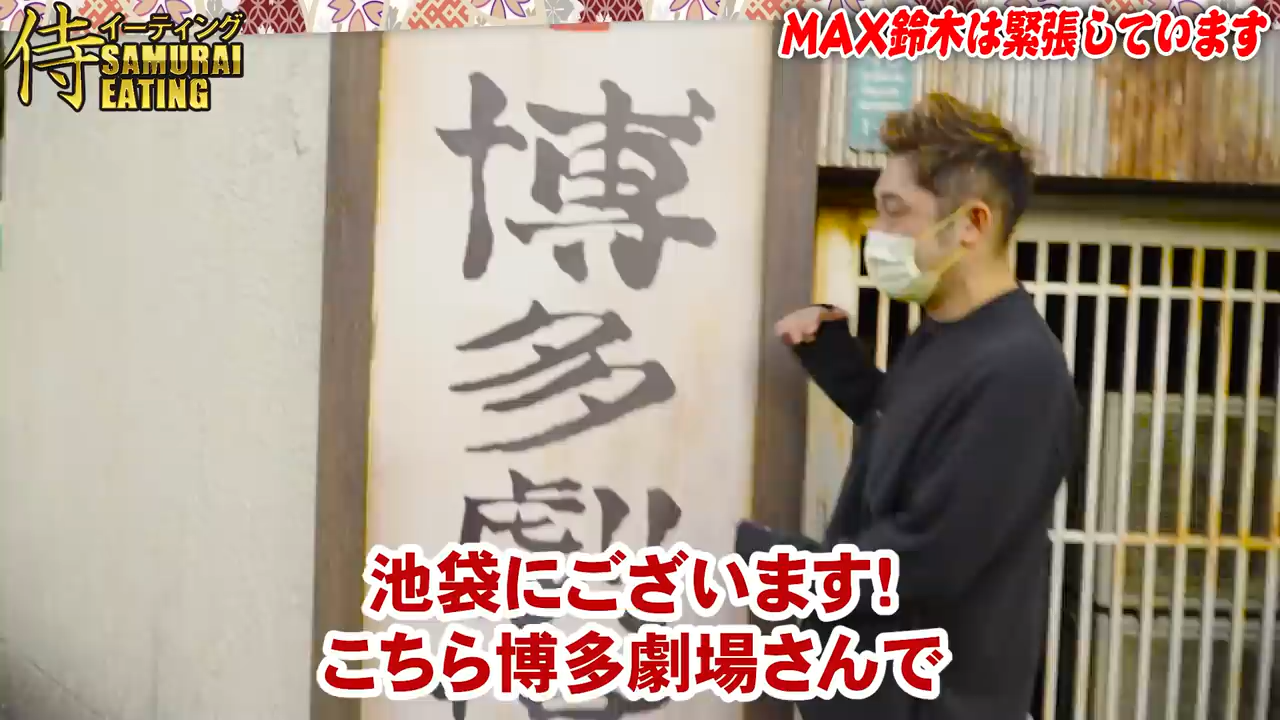 侍イーティング
SAMURAI
EATING
MAX鈴木は緊張しています
博多劇
池袋にございます!
こちら博多劇場さんで